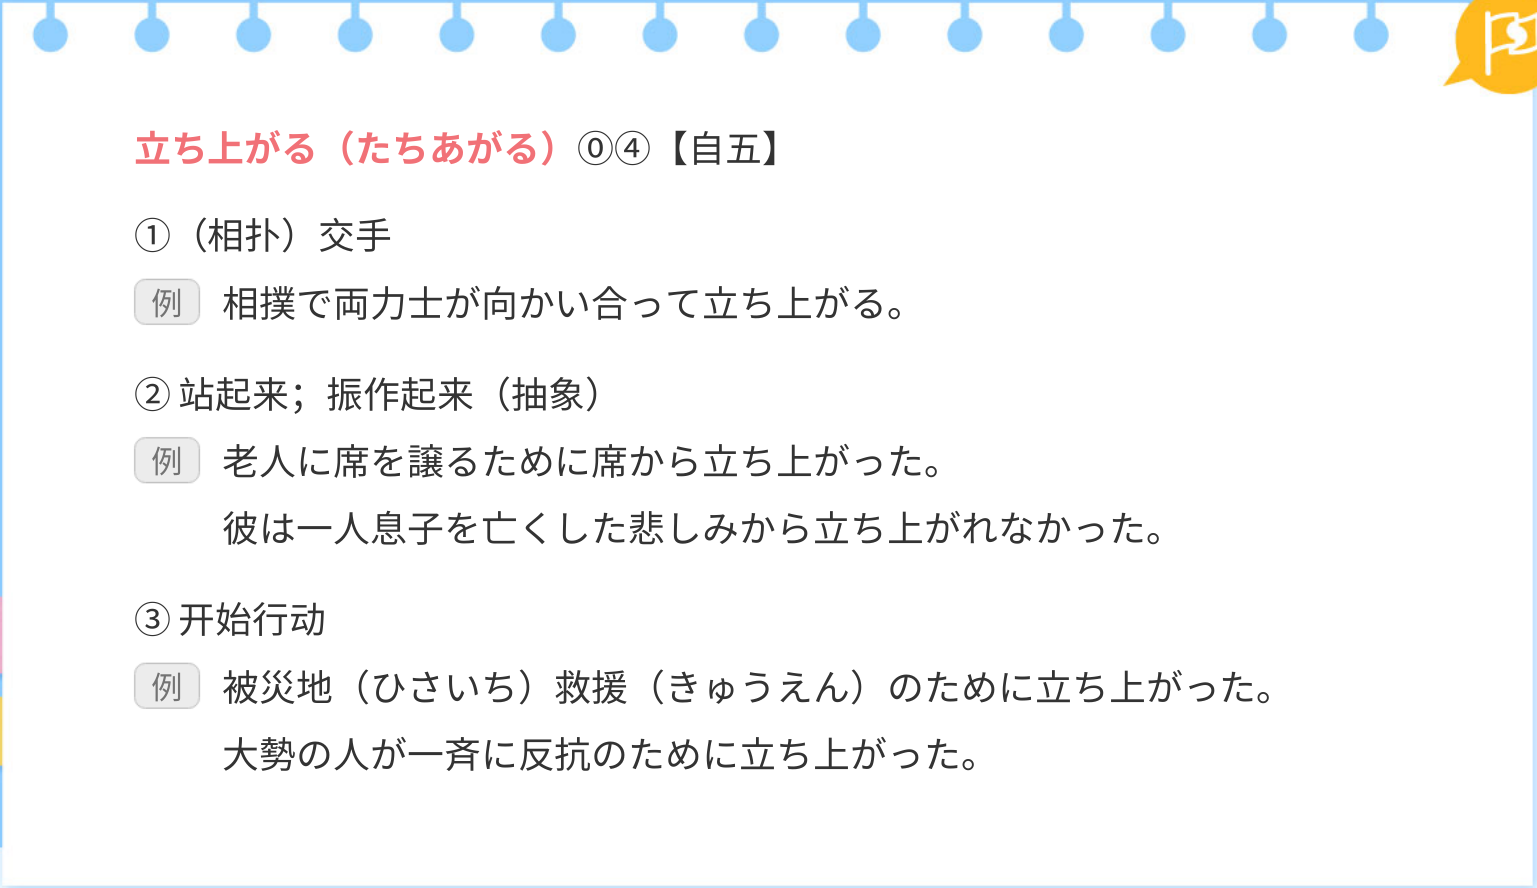 立ち上がる（たちあがる）⓪④【自五】
①（相扑）交手
例 相撲で両力士が向かい合って立ち上がる。
② 站起来；振作起来（抽象）
例 老人に席を譲るために席から立ち上がった。
彼は一人息子を亡くした悲しみから立ち上がれなかった。
③ 开始行动
例 被災地（ひさいち）救援（きゅうえん）のために立ち上がった。
大勢の人が一斉に反抗のために立ち上がった。